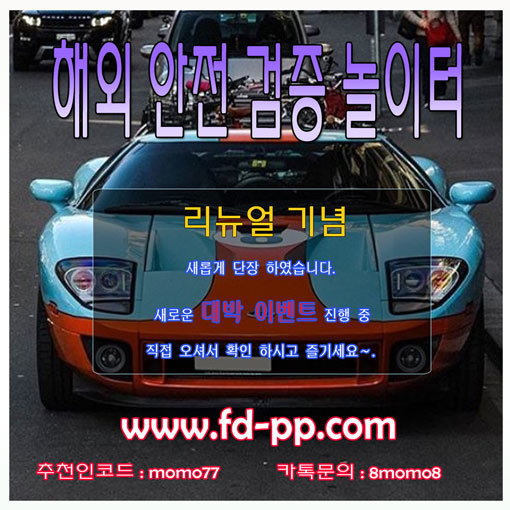 해외 안전 검증 놀이터
리뉴얼 기념
새롭게 단장 하였습니다.
새로운 대박 이벤트 진행 중
직접 오셔서 확인 하시고 즐기세요~.
www.fd-pp.com
추천인코드 : momo77 카톡문의 : 8momo8